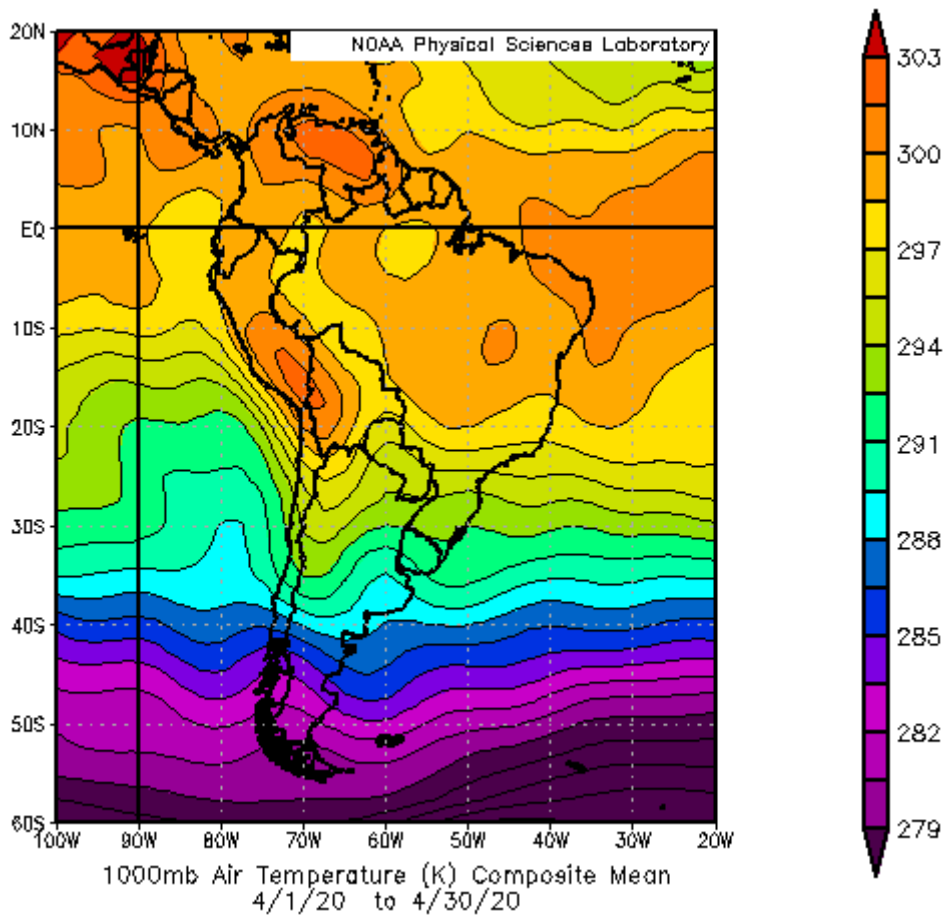 NOAA Physical Sciences Laboratory
20N
10N
EQ
10S
20S
30S
40S
50S
60S
100W 90W 80W 70W 60W 50W 40W 30W 20W
303
300
297
294
291
288
285
282
279
1000mb Air Temperature (K) Composite Mean
4/1/20 to 4/30/20